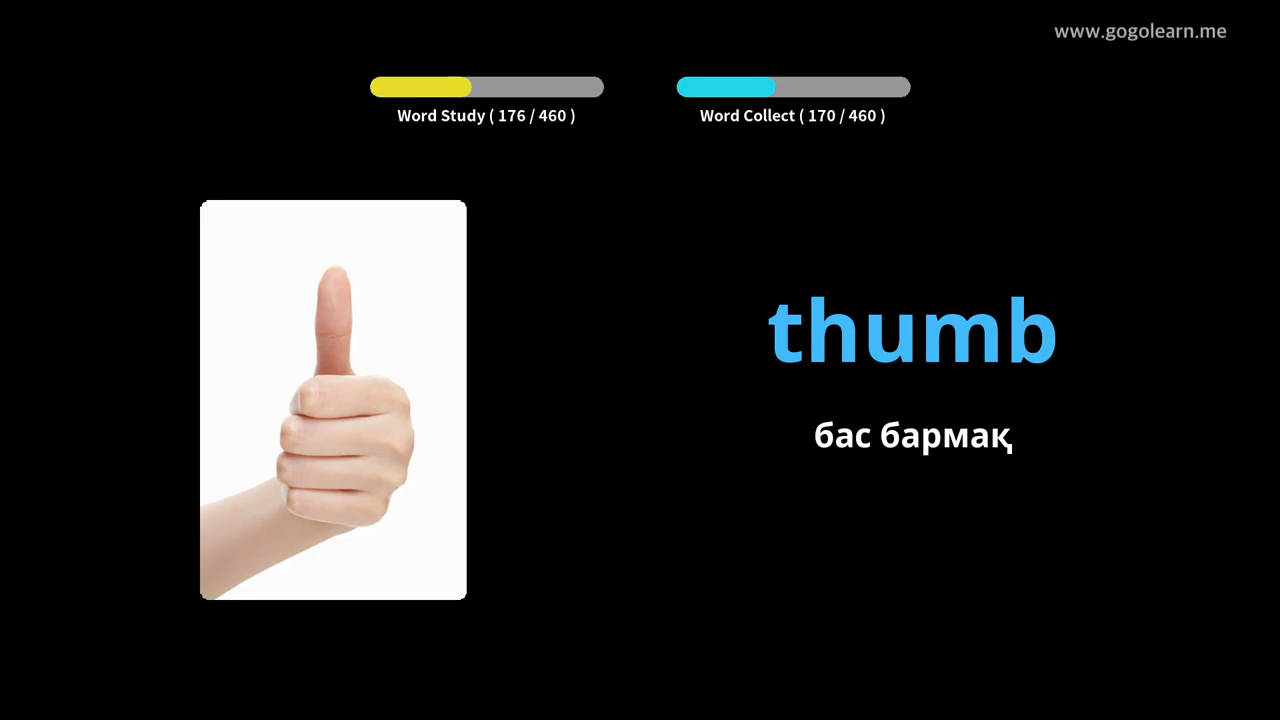 www.gogolearn.me
Word Study ( 176 / 460 )
Word Collect ( 170 / 460 )
thumb
бас бармақ